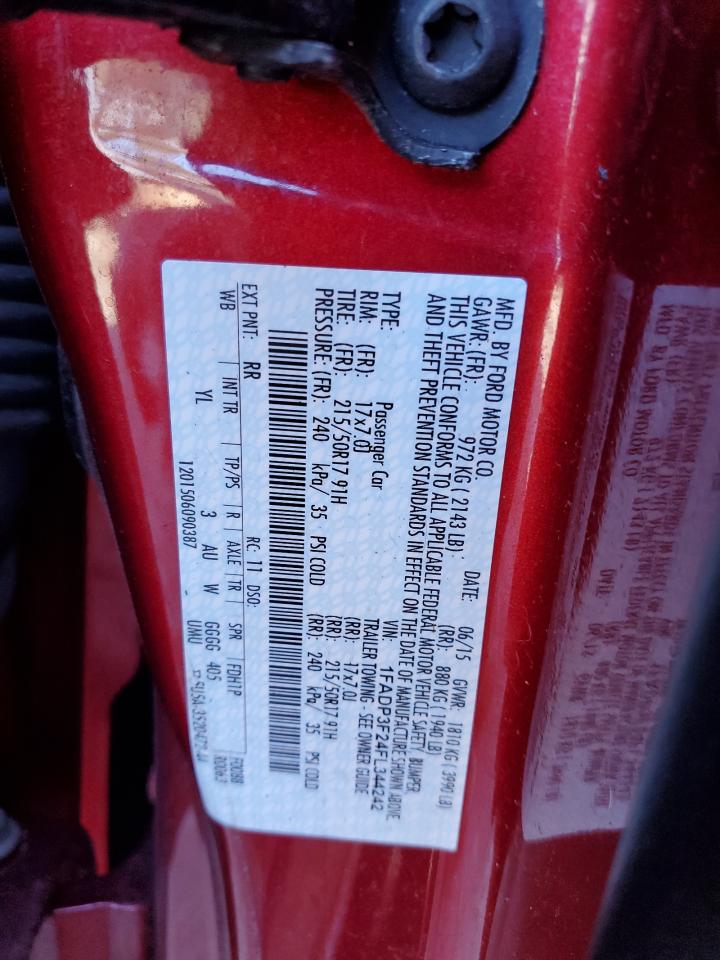 MFD. BY FORD MOTOR CO.
DATE: 06/15 GVWR: 1810 KG ( 3990 LB)
GAWR: (FR): 972 KG ( 2143 LB) (RR): 880 KG ( 1940 LB)
THIS VEHICLE CONFORMS TO ALL APPLICABLE FEDERAL MOTOR VEHICLE SAFETY, BUMPER,
AND THEFT PREVENTION STANDARDS IN EFFECT ON THE DATE OF MANUFACTURE SHOWN ABOVE
VIN: 1FADP3F24FL344242
TYPE: Passenger Car TRAILER TOWING - SEE OWNER GUIDE
RIM: (FR): 17x7.0J (RR): 17x7.0J
TIRE: (FR): 215/50R17 91H (RR): 215/50R17 91H
PRESSURE: (FR): 240 kPa/ 35 PSI COLD (RR): 240 kPa/ 35 PSI COLD
EXT PNT: RR RC: 11 DSO:
WB INT TR TP/PS R AXLE TR SPR
YL 3 AU W GGGG 405
1201506090387 UMU